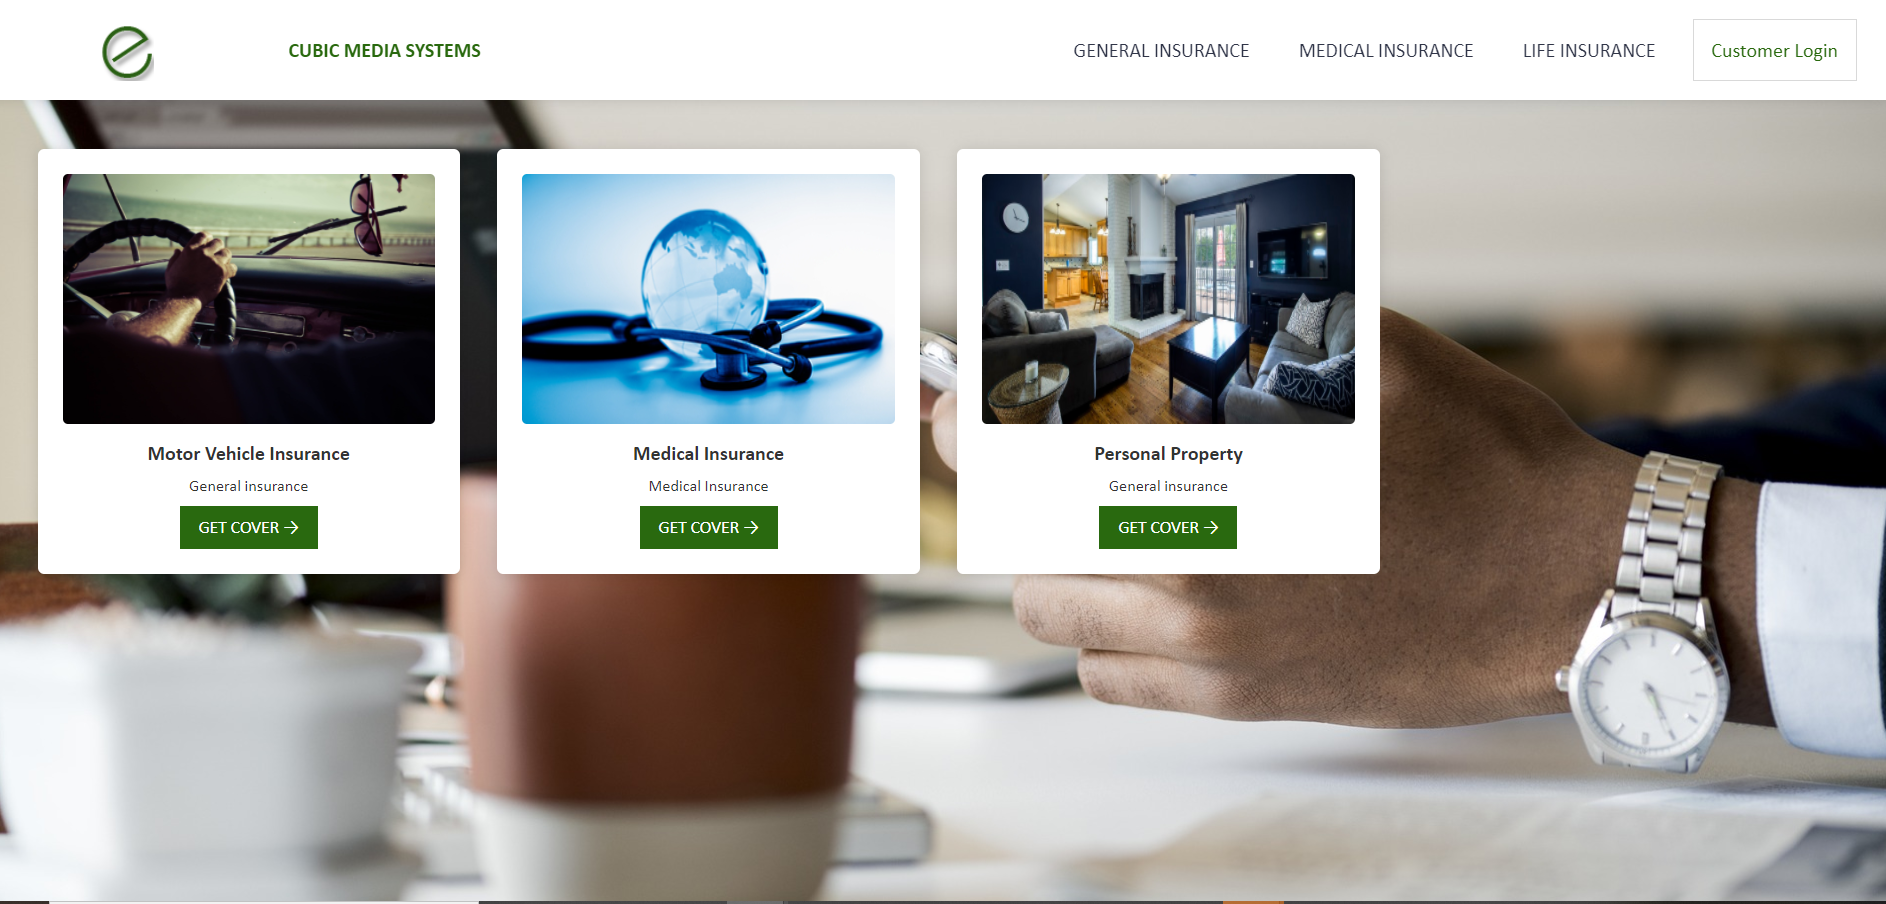 CUBIC MEDIA SYSTEMS
GENERAL INSURANCE
MEDICAL INSURANCE
LIFE INSURANCE
Customer Login
Motor Vehicle Insurance
General insurance
GET COVER →
Medical Insurance
Medical Insurance
GET COVER →
Personal Property
General insurance
GET COVER →